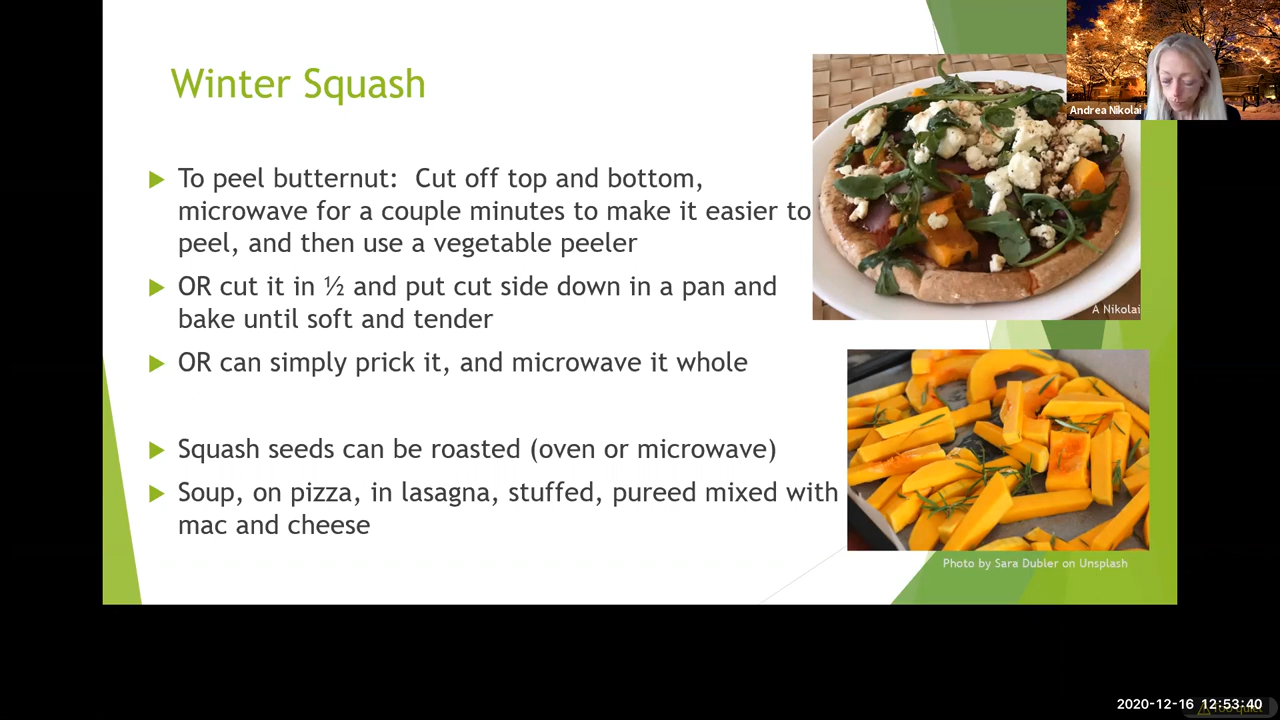 Winter Squash
To peel butternut:  Cut off top and bottom,
microwave for a couple minutes to make it easier to
peel, and then use a vegetable peeler
OR cut it in ½ and put cut side down in a pan and
bake until soft and tender
OR can simply prick it, and microwave it whole
Squash seeds can be roasted (oven or microwave)
Soup, on pizza, in lasagna, stuffed, pureed mixed with
mac and cheese
Andrea Nikolai
A Nikolai
Photo by Sara Dubler on Unsplash
2020-12-16 12:53:40